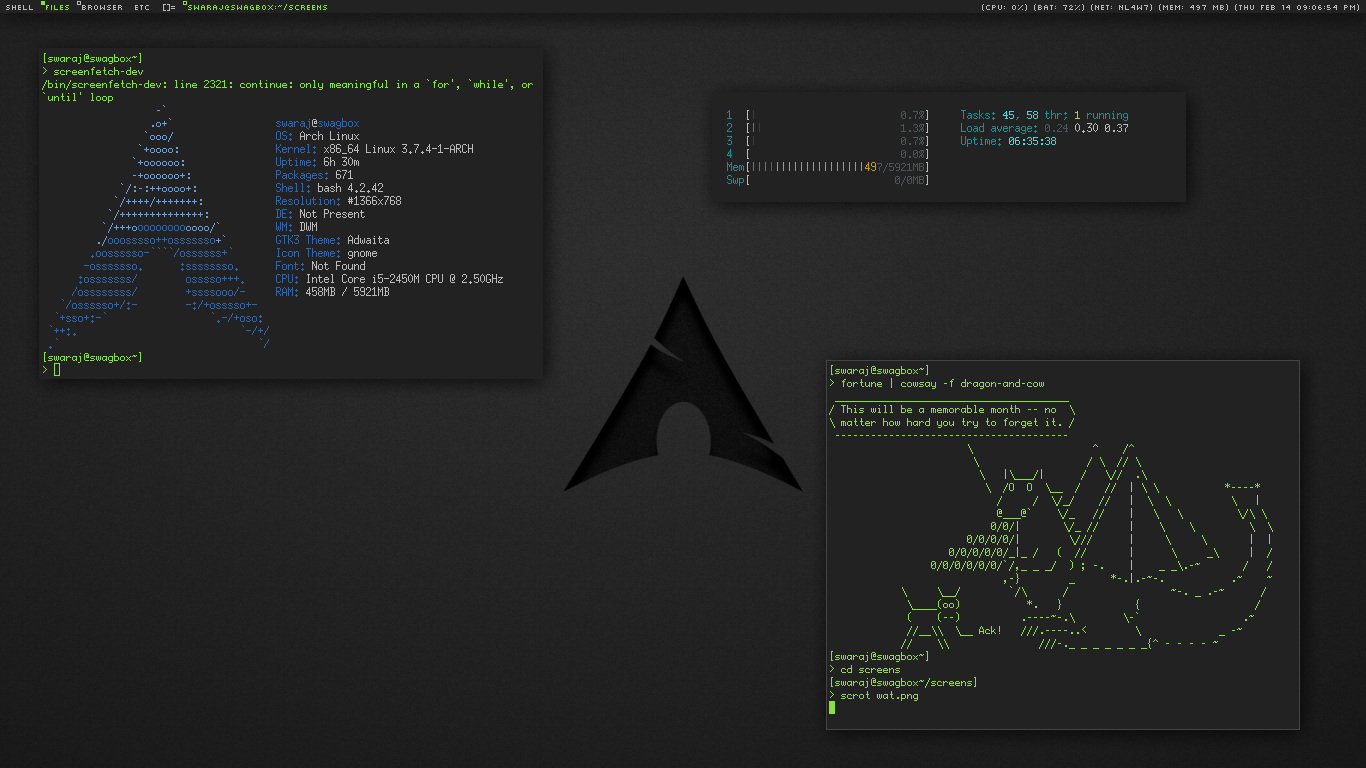 SHELL FILES BROWSER ETC []= SWARAJ@SWAGBOX:~/SCREENS (CPU: 0%) (BAT: 72%) (NET: NL4W7) (MEM: 497 MB) (THU FEB 14 09:06:54 PM)
[swaraj@swagbox~]
> screenfetch-dev
/bin/screenfetch-dev: line 2321: continue: only meaningful in a `for', `while', or
`until' loop
swaraj@swagbox
OS: Arch Linux
Kernel: x86_64 Linux 3.7.4-1-ARCH
Uptime: 6h 30m
Packages: 671
Shell: bash 4.2.42
Resolution: #1366x768
DE: Not Present
WM: DWM
GTK3 Theme: Adwaita
Icon Theme: gnome
Font: Not Found
CPU: Intel Core i5-2450M CPU @ 2.50GHz
RAM: 458MB / 5921MB
[swaraj@swagbox~]
>
1 [| 0.7%]
2 [|| 1.3%]
3 [| 0.7%]
4 [ 0.0%]
Mem[|||||||||||||||||||497/5921MB]
Swp[ 0/0MB]
Tasks: 45, 58 thr; 1 running
Load average: 0.24 0.30 0.37
Uptime: 06:35:38
[swaraj@swagbox~]
> fortune | cowsay -f dragon-and-cow
/ This will be a memorable month -- no \
\ matter how hard you try to forget it. /
Ack!
[swaraj@swagbox~]
> cd screens
[swaraj@swagbox~/screens]
> scrot wat.png